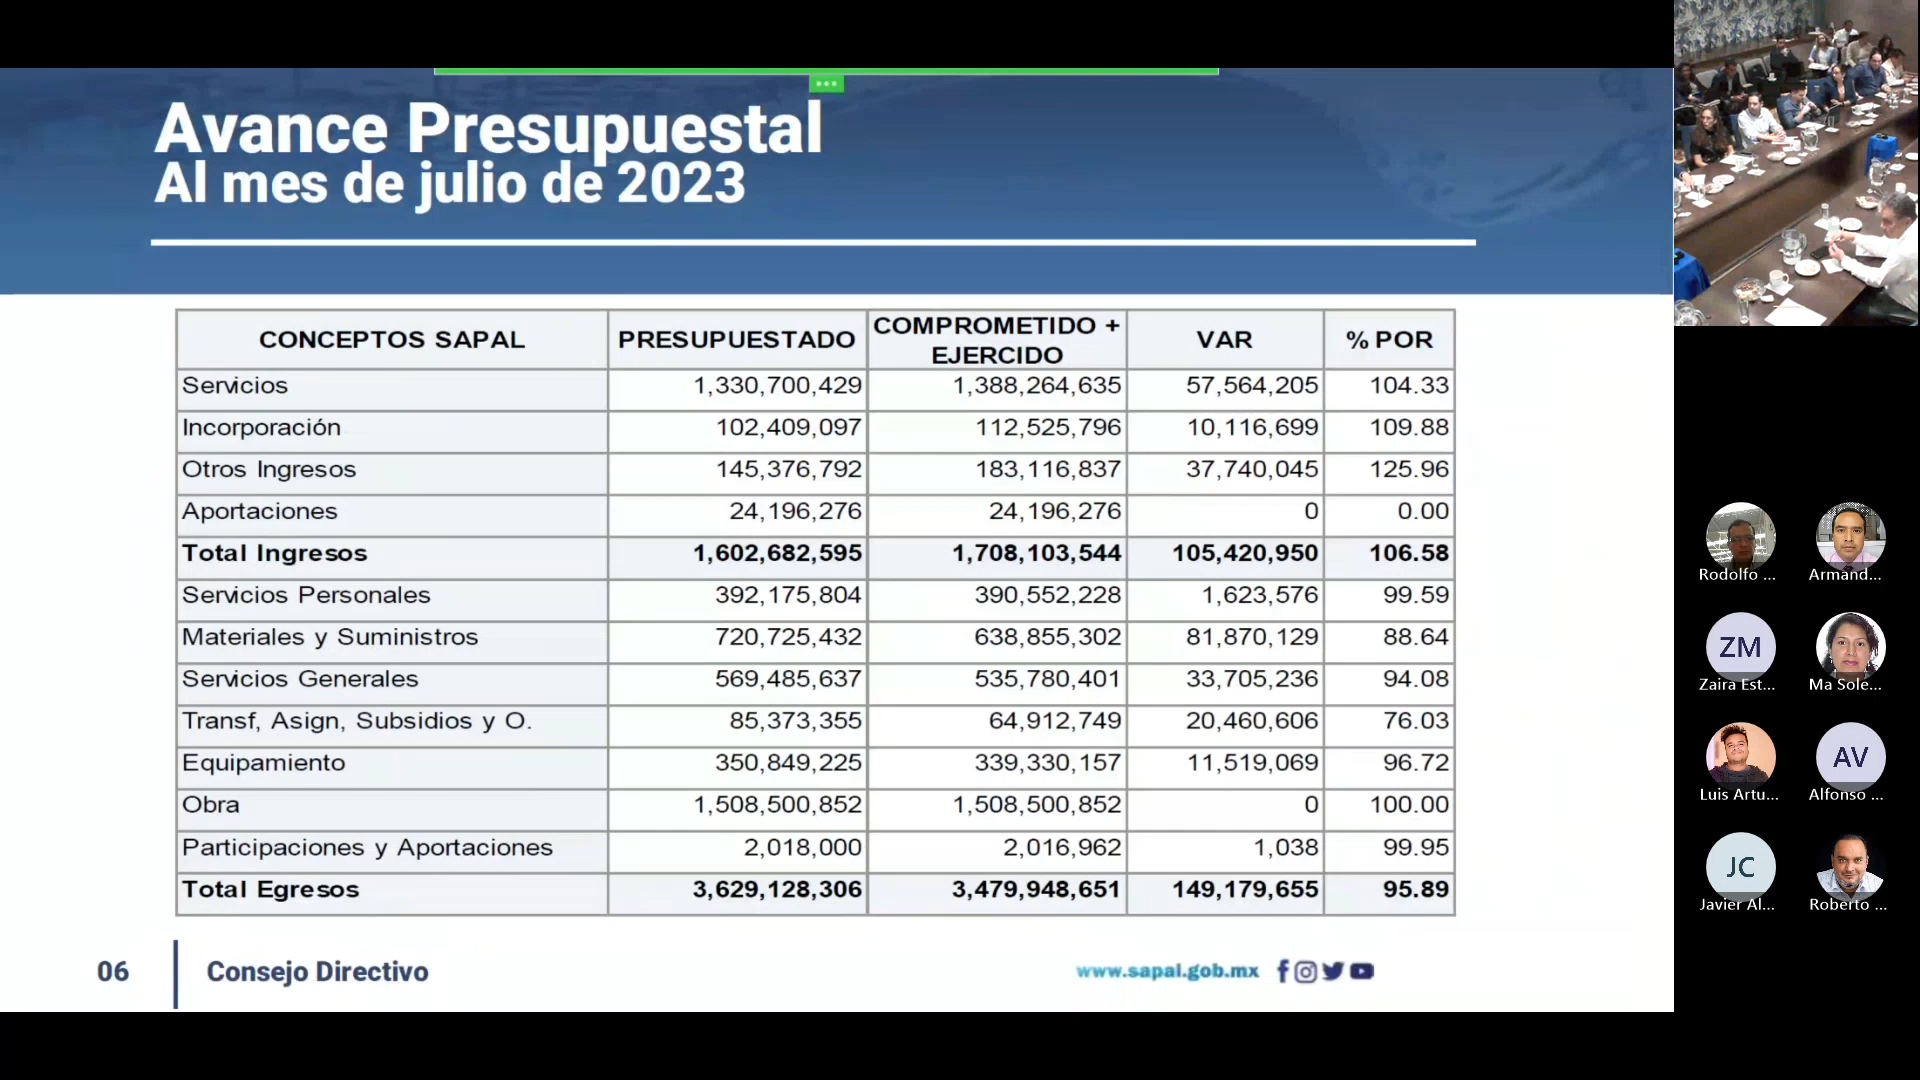 Avance Presupuestal
Al mes de julio de 2023
CONCEPTOS SAPAL PRESUPUESTADO COMPROMETIDO + EJERCIDO VAR % POR
Servicios 1,330,700,429 1,388,264,635 57,564,205 104.33
Incorporación 102,409,097 112,525,796 10,116,699 109.88
Otros Ingresos 145,376,792 183,116,837 37,740,045 125.96
Aportaciones 24,196,276 24,196,276 0 0.00
Total Ingresos 1,602,682,595 1,708,103,544 105,420,950 106.58
Servicios Personales 392,175,804 390,552,228 1,623,576 99.59
Materiales y Suministros 720,725,432 638,855,302 81,870,129 88.64
Servicios Generales 569,485,637 535,780,401 33,705,236 94.08
Transf, Asign, Subsidios y O. 85,373,355 64,912,749 20,460,606 76.03
Equipamiento 350,849,225 339,330,157 11,519,069 96.72
Obra 1,508,500,852 1,508,500,852 0 100.00
Participaciones y Aportaciones 2,018,000 2,016,962 1,038 99.95
Total Egresos 3,629,128,306 3,479,948,651 149,179,655 95.89
06 Consejo Directivo www.sapal.gob.mx
Rodolfo ... Armand...
ZM
Zaira Est... Ma Sole...
AV
Luis Artu... Alfonso ...
JC
Javier Al... Roberto ...